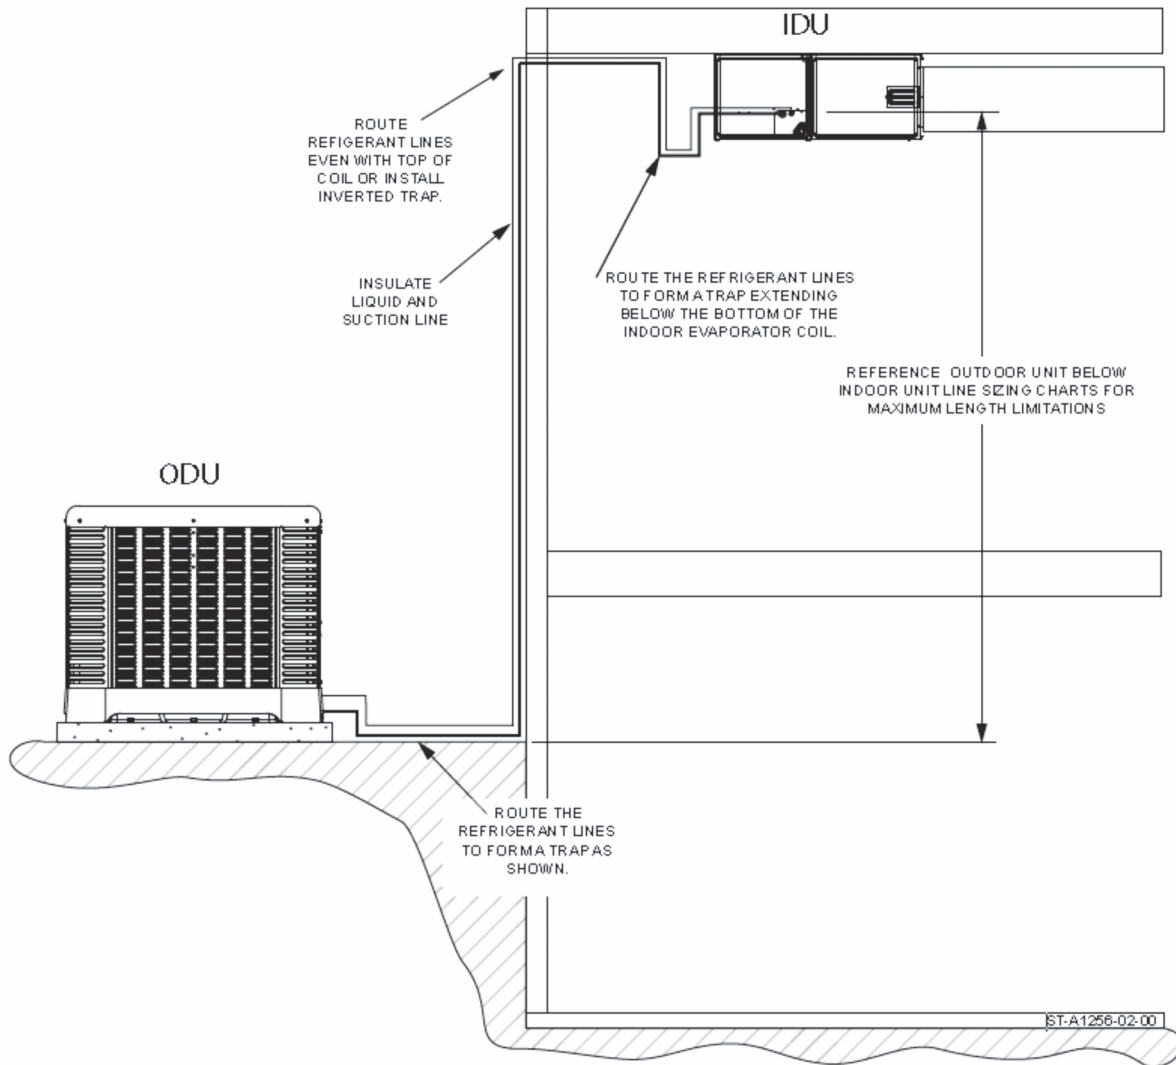 IDU
ROUTE
REFIGERANT LINES
EVEN WITH TOP OF
COIL OR INSTALL
INVERTED TRAP.
INSULATE
LIQUID AND
SUCTION LINE
ROUTE THE REFRIGERANT LINES
TO FORM A TRAP EXTENDING
BELOW THE BOTTOM OF THE
INDOOR EVAPORATOR COIL.
REFERENCE OUTDOOR UNIT BELOW
INDOOR UNIT LINE SIZING CHARTS FOR
MAXIMUM LENGTH LIMITATIONS
ODU
ROUTE THE
REFRIGERANT LINES
TO FORM A TRAP AS
SHOWN.
ST-A1256-02-00